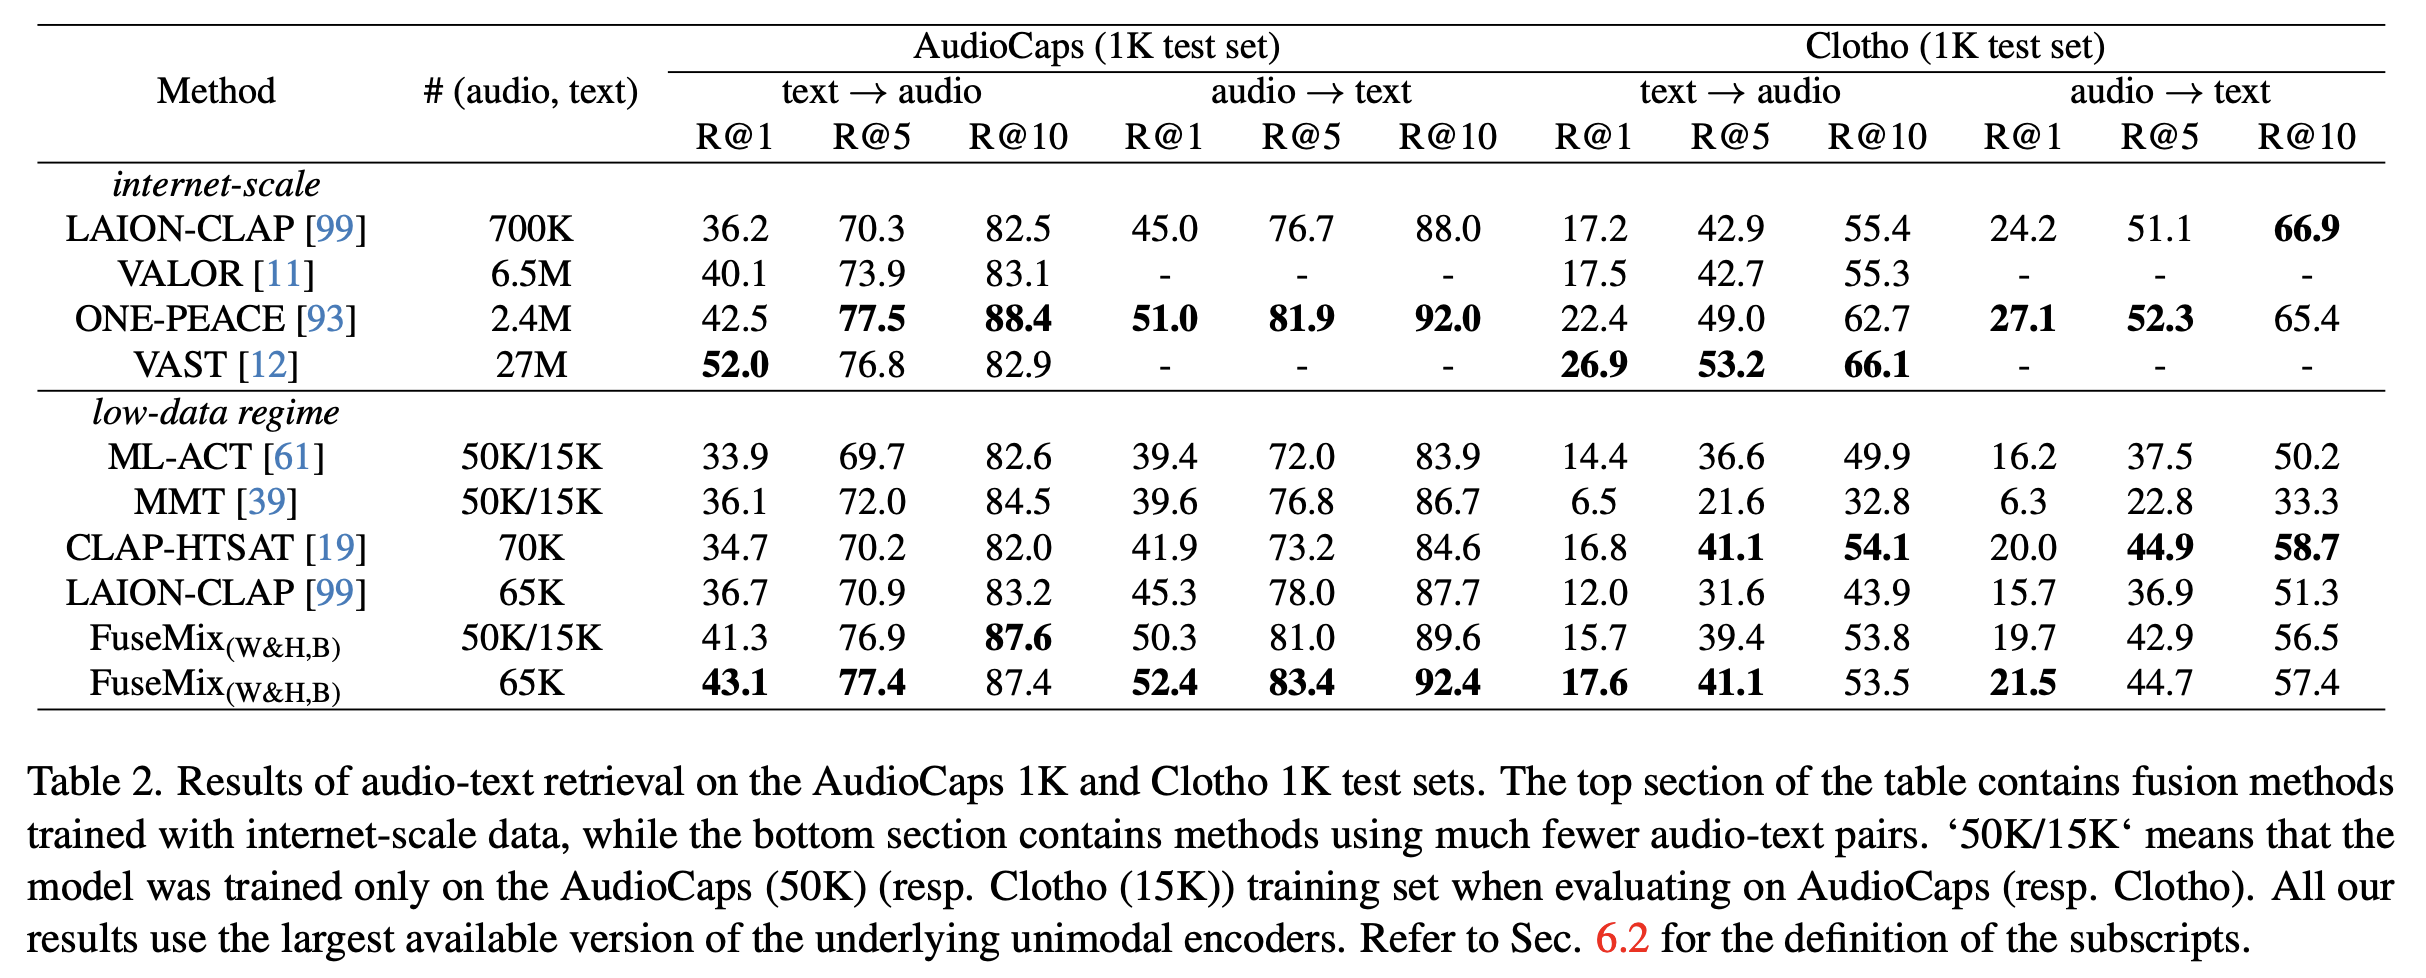 AudioCaps (1K test set) Clotho (1K test set)
Method # (audio, text) text → audio audio → text text → audio audio → text
R@1 R@5 R@10 R@1 R@5 R@10 R@1 R@5 R@10 R@1 R@5 R@10
internet-scale
LAION-CLAP [99] 700K 36.2 70.3 82.5 45.0 76.7 88.0 17.2 42.9 55.4 24.2 51.1 66.9
VALOR [11] 6.5M 40.1 73.9 83.1 - - - 17.5 42.7 55.3 - - -
ONE-PEACE [93] 2.4M 42.5 77.5 88.4 51.0 81.9 92.0 22.4 49.0 62.7 27.1 52.3 65.4
VAST [12] 27M 52.0 76.8 82.9 - - - 26.9 53.2 66.1 - - -
low-data regime
ML-ACT [61] 50K/15K 33.9 69.7 82.6 39.4 72.0 83.9 14.4 36.6 49.9 16.2 37.5 50.2
MMT [39] 50K/15K 36.1 72.0 84.5 39.6 76.8 86.7 6.5 21.6 32.8 6.3 22.8 33.3
CLAP-HTSAT [19] 70K 34.7 70.2 82.0 41.9 73.2 84.6 16.8 41.1 54.1 20.0 44.9 58.7
LAION-CLAP [99] 65K 36.7 70.9 83.2 45.3 78.0 87.7 12.0 31.6 43.9 15.7 36.9 51.3
FuseMix(W&H,B) 50K/15K 41.3 76.9 87.6 50.3 81.0 89.6 15.7 39.4 53.8 19.7 42.9 56.5
FuseMix(W&H,B) 65K 43.1 77.4 87.4 52.4 83.4 92.4 17.6 41.1 53.5 21.5 44.7 57.4
Table 2. Results of audio-text retrieval on the AudioCaps 1K and Clotho 1K test sets. The top section of the table contains fusion methods
trained with internet-scale data, while the bottom section contains methods using much fewer audio-text pairs. ‘50K/15K‘ means that the
model was trained only on the AudioCaps (50K) (resp. Clotho (15K)) training set when evaluating on AudioCaps (resp. Clotho). All our
results use the largest available version of the underlying unimodal encoders. Refer to Sec. 6.2 for the definition of the subscripts.